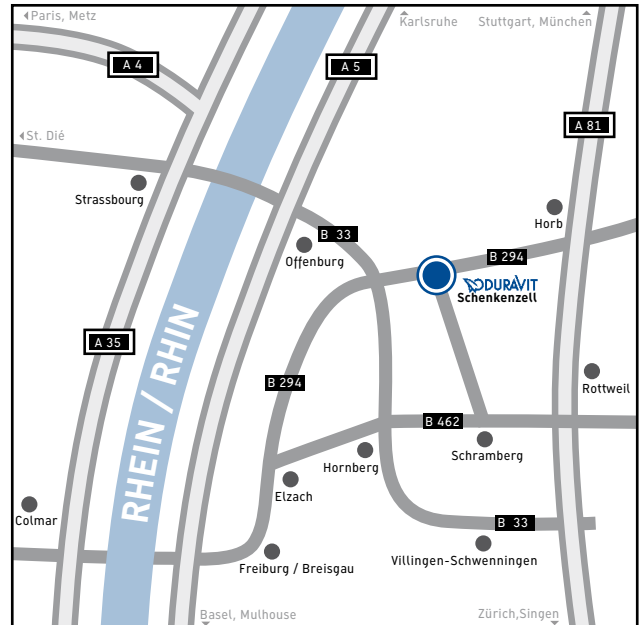 Paris, Metz
Karlsruhe
Stuttgart, München
A 4
A 5
A 81
St. Dié
Strassbourg
Horb
B 33
Offenburg
B 294
DURAVIT
Schenkenzell
RHEIN / RHIN
A 35
B 294
Rottweil
B 462
Hornberg
Schramberg
Elzach
Colmar
B 33
Freiburg / Breisgau
Villingen-Schwenningen
Basel, Mulhouse
Zürich,Singen